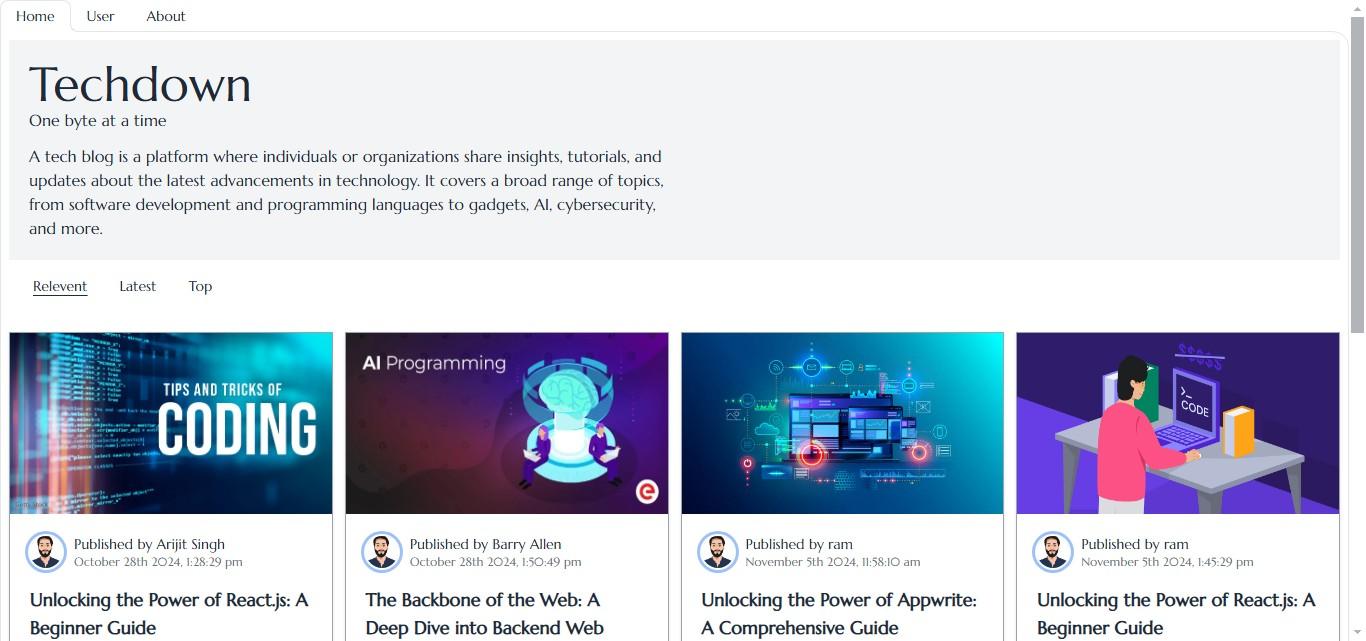 Home User About
Techdown
One byte at a time
A tech blog is a platform where individuals or organizations share insights, tutorials, and
updates about the latest advancements in technology. It covers a broad range of topics,
from software development and programming languages to gadgets, AI, cybersecurity,
and more.
Relevent Latest Top
TIPS AND TRICKS OF
CODING
Published by Arijit Singh
October 28th 2024, 1:28:29 pm
Unlocking the Power of React.js: A
Beginner Guide
AI Programming
e
Published by Barry Allen
October 28th 2024, 1:50:49 pm
The Backbone of the Web: A
Deep Dive into Backend Web
Published by ram
November 5th 2024, 11:58:10 am
Unlocking the Power of Appwrite:
A Comprehensive Guide
>_
CODE
Published by ram
November 5th 2024, 1:45:29 pm
Unlocking the Power of React.js: A
Beginner Guide